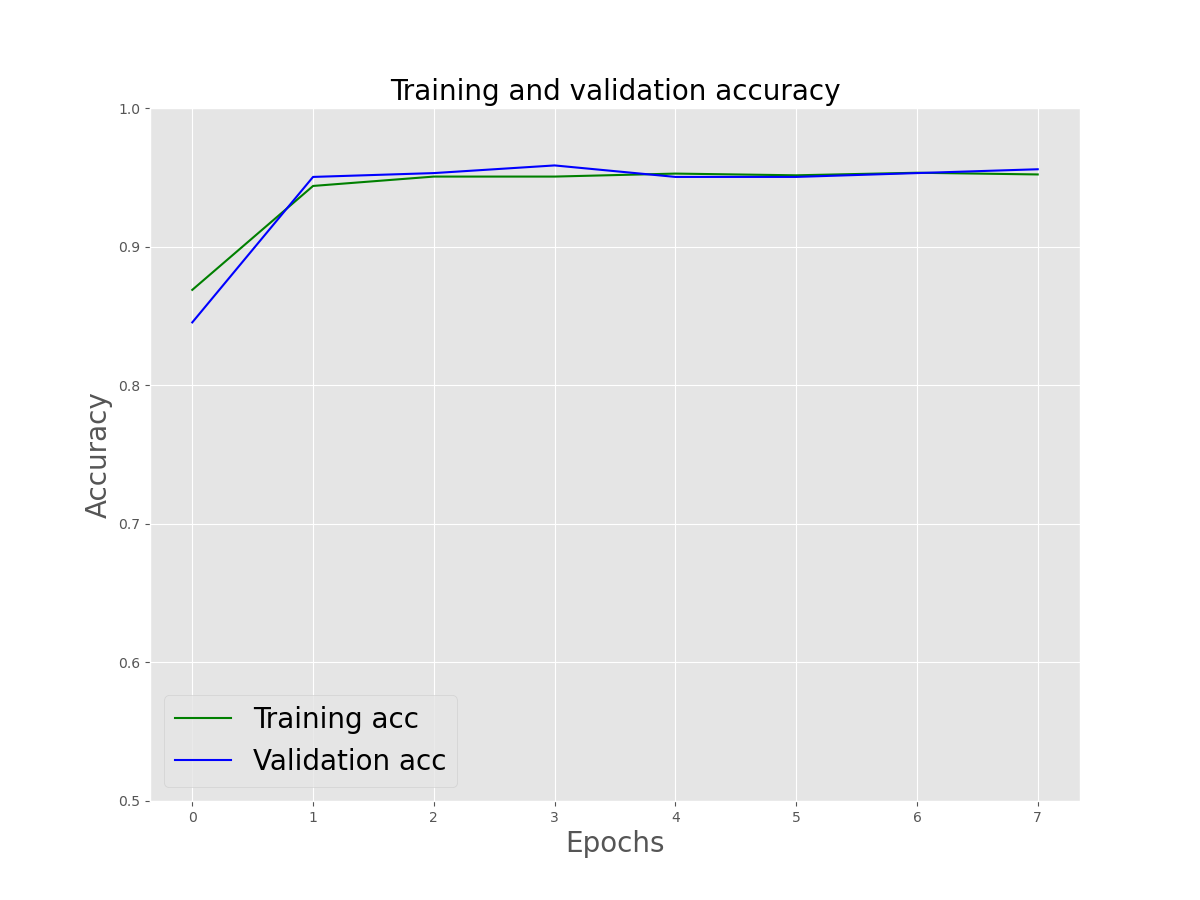 Training and validation accuracy
1.0
0.9
0.8
0.7
0.6
0.5
Accuracy
Training acc
Validation acc
0 1 2 3 4 5 6 7
Epochs